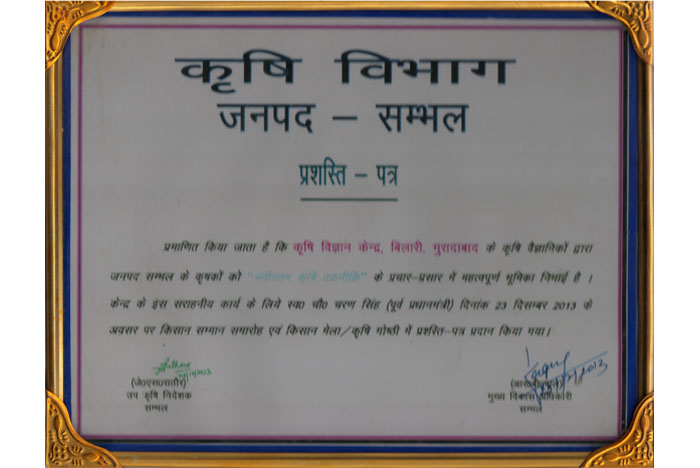 कृषि विभाग
जनपद – सम्भल
प्रशस्ति – पत्र
प्रमाणित किया जाता है कि कृषि विज्ञान केन्द्र, बिलारी, मुरादाबाद के कृषि वैज्ञानिकों द्वारा
जनपद सम्भल के कृषकों को "नवीनतम कृषि तकनीकि" के प्रचार-प्रसार में महत्वपूर्ण भूमिका निभाई है ।
केन्द्र के इस सराहनीय कार्य के लिये स्व0 चौ0 चरण सिंह (पूर्व प्रधानमंत्री) दिनांक 23 दिसम्बर 2013 के
अवसर पर किसान सम्मान समारोह एवं किसान मेला/कृषि गोष्ठी में प्रशस्ति-पत्र प्रदान किया गया।
(जे0एस0राठौर)
उप कृषि निदेशक
मुख्य विकास अधिकारी
सम्भल
सम्भल